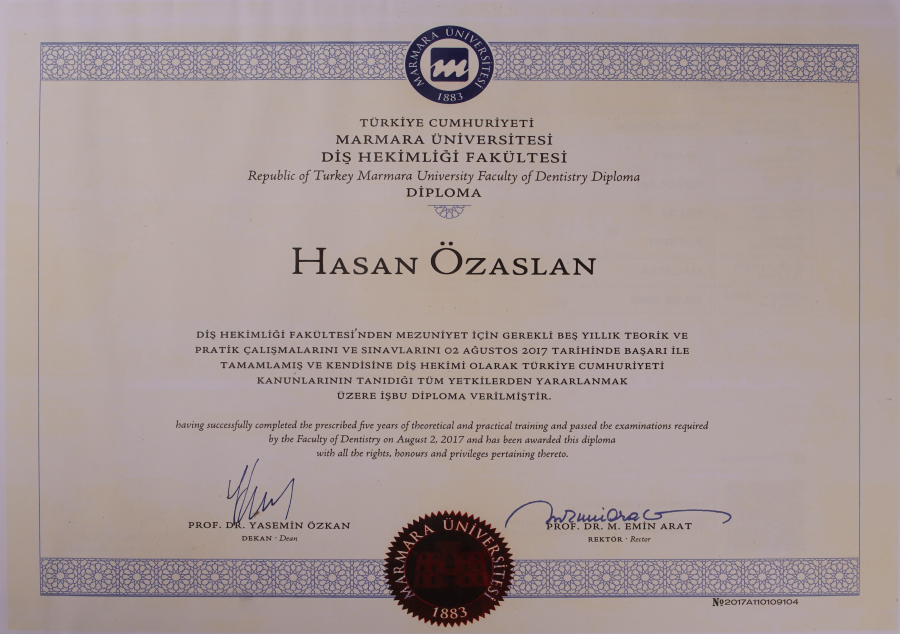 MARMARA ÜNİVERSİTESİ
m
1883
TÜRKİYE CUMHURİYETİ
MARMARA ÜNİVERSİTESİ
DİŞ HEKİMLİĞİ FAKÜLTESİ
Republic of Turkey Marmara University Faculty of Dentistry Diploma
DİPLOMA
HASAN ÖZASLAN
DİŞ HEKİMLİĞİ FAKÜLTESİ'NDEN MEZUNİYET İÇİN GEREKLİ BEŞ YILLIK TEORİK VE
PRATİK ÇALIŞMALARINI VE SINAVLARINI 02 AĞUSTOS 2017 TARİHİNDE BAŞARI İLE
TAMAMLAMIŞ VE KENDİSİNE DİŞ HEKİMİ OLARAK TÜRKİYE CUMHURİYETİ
KANUNLARININ TANIDIĞI TÜM YETKİLERDEN YARARLANMAK
ÜZERE İŞBU DİPLOMA VERİLMİŞTİR.
having successfully completed the prescribed five years of theoretical and practical training and passed the examinations required
by the Faculty of Dentistry on August 2, 2017 and has been awarded this diploma
with all the rights, honours and privileges pertaining thereto.
PROF. DR. YASEMİN ÖZKAN
DEKAN · Dean
PROF. DR. M. EMİN ARAT
REKTÖR · Rector
MARMARA ÜNİVERSİTESİ
1883
№2017A110109104